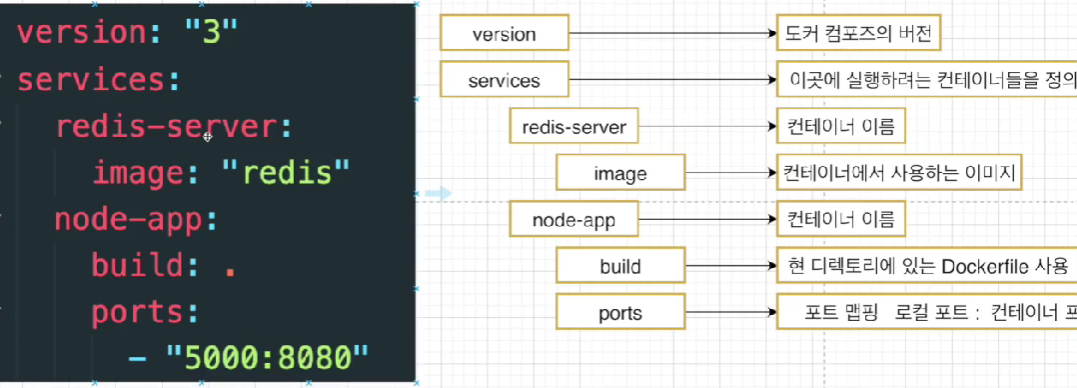 version: "3"
services:
redis-server:
image: "redis"
node-app:
build: .
ports:
- "5000:8080"
version
도커 컴포즈의 버전
services
이곳에 실행하려는 컨테이너들을 정의
redis-server
컨테이너 이름
image
컨테이너에서 사용하는 이미지
node-app
컨테이너 이름
build
현 디렉토리에 있는 Dockerfile 사용
ports
포트 맵핑 로컬 포트 : 컨테이너